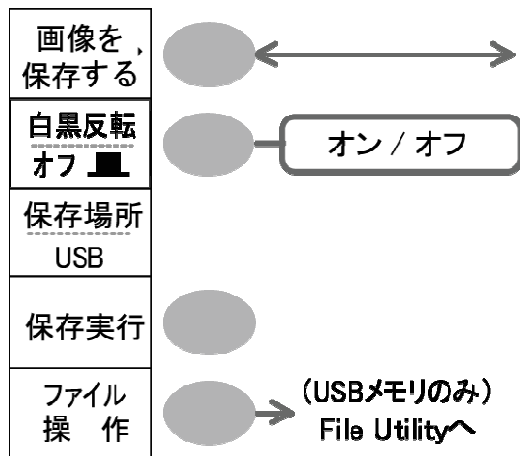 画像を
保存する
白黒反転
オフ
オン / オフ
保存場所
USB
保存実行
ファイル
操　作
(USBメモリのみ)
File Utilityへ